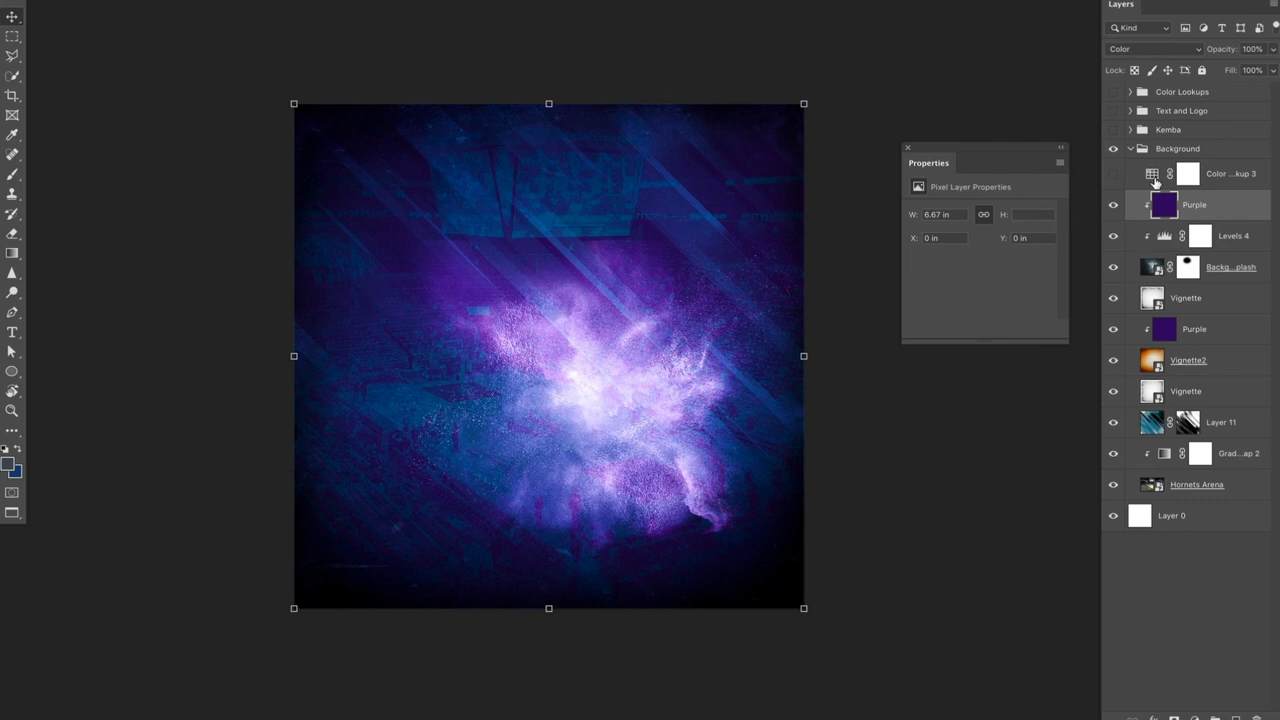 Layers
Kind
Color Opacity: 100%
Lock: Fill: 100%
Color Lookups
Text and Logo
Kemba
Background
Color ...kup 3
Purple
Levels 4
Backg...plash
Vignette
Purple
Vignette2
Vignette
Layer 11
Grad...ap 2
Hornets Arena
Layer 0
Properties
Pixel Layer Properties
W: 6.67 in H:
X: 0 in Y: 0 in